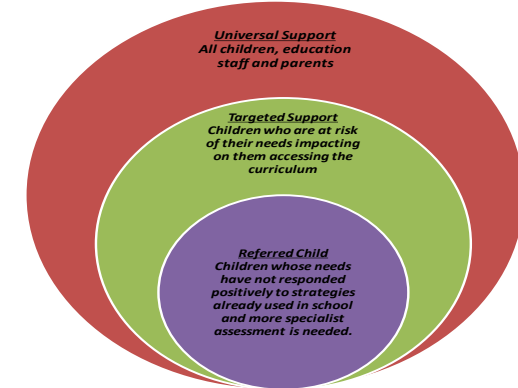 Universal Support
All children, education
staff and parents
Targeted Support
Children who are at risk
of their needs impacting
on them accessing the
curriculum
Referred Child
Children whose needs
have not responded
positively to strategies
already used in school
and more specialist
assessment is needed.